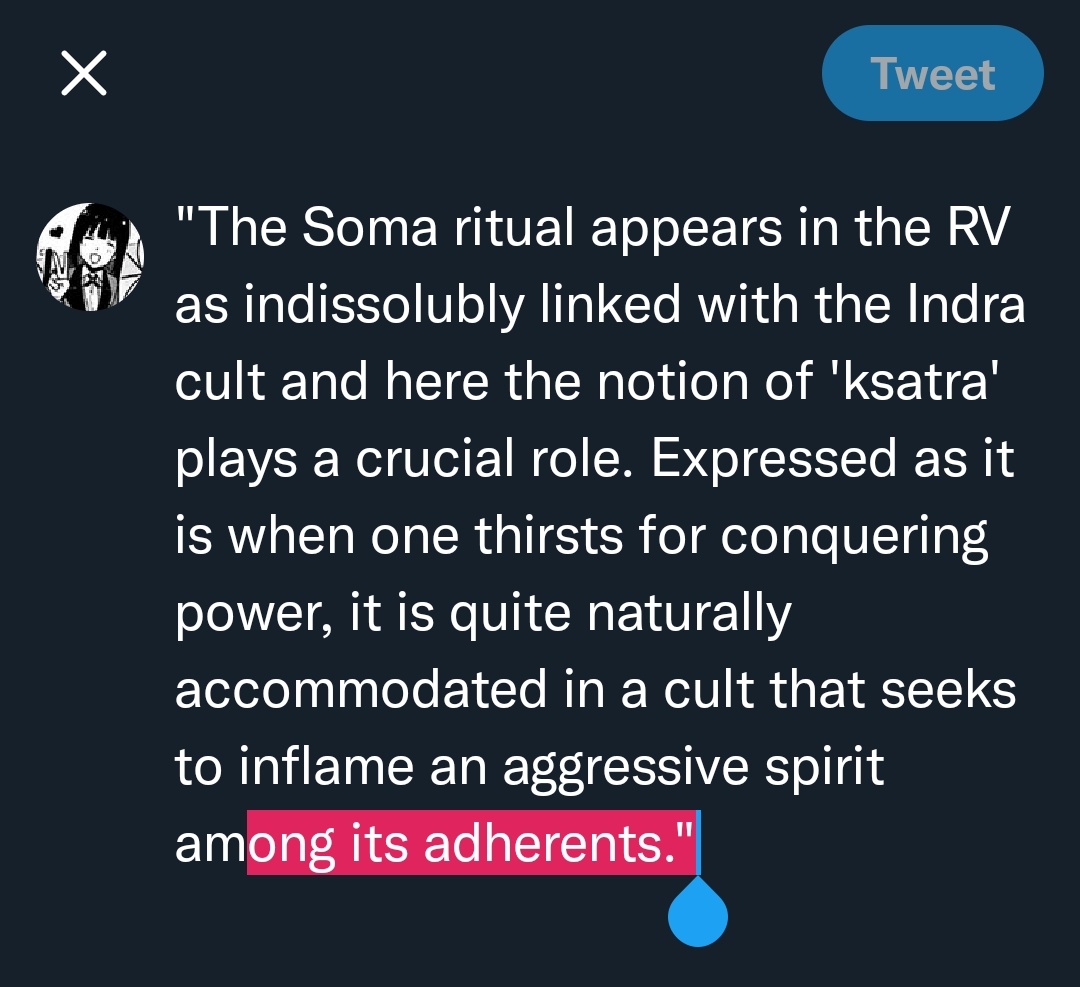 Tweet
"The Soma ritual appears in the RV
as indissolubly linked with the Indra
cult and here the notion of 'ksatra'
plays a crucial role. Expressed as it
is when one thirsts for conquering
power, it is quite naturally
accommodated in a cult that seeks
to inflame an aggressive spirit
among its adherents."